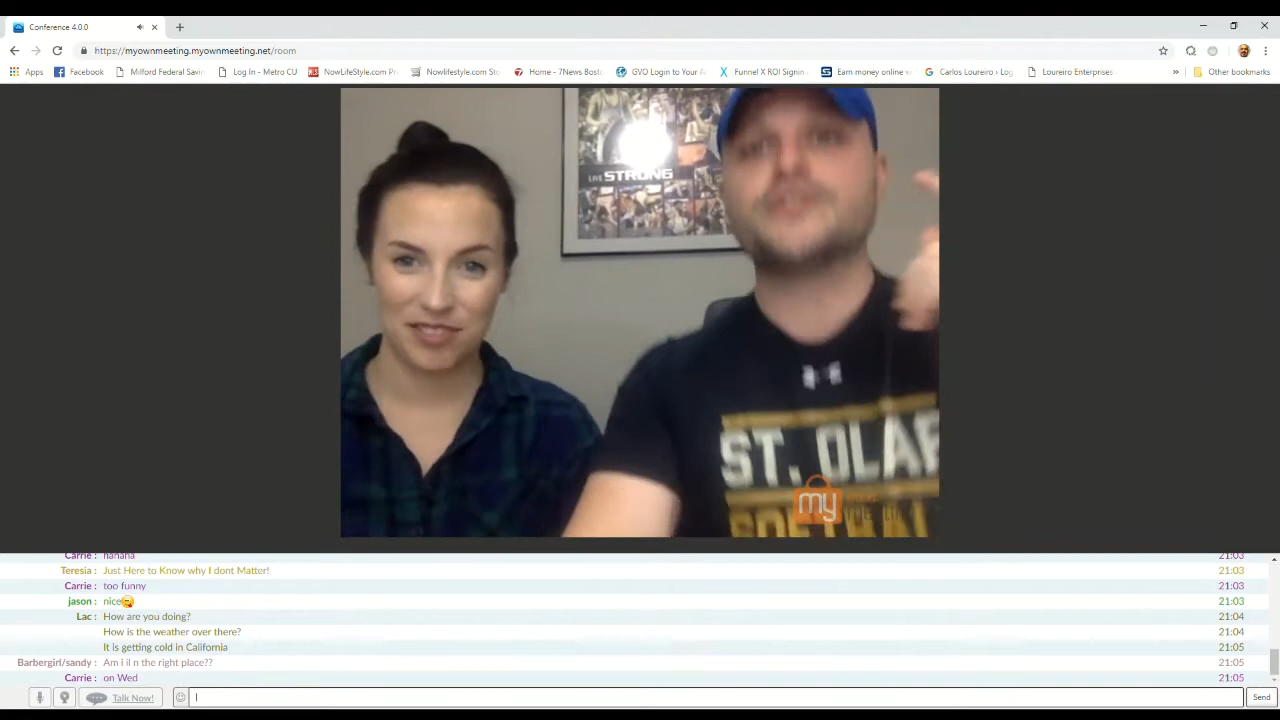 Conference 4.0.0
https://myownmeeting.myownmeeting.net/room
Apps Facebook Milford Federal Savin Log In - Metro CU NowLifeStyle.com Pr Nowlifestyle.com Sto Home - 7News Bost GVO Login to Your A Funnel X ROI Signin Earn money online Carlos Loureiro › Log Loureiro Enterprises » Other bookmarks
LIVESTRONG
ST. OLAF
SOFTBALL
my
Carrie : hahaha 21:03
Teresia : Just Here to Know why I dont Matter! 21:03
Carrie : too funny 21:03
jason : nice😋 21:03
Lac : How are you doing? 21:04
How is the weather over there? 21:04
It is getting cold in California 21:05
Barbergirl/sandy : Am i il n the right place?? 21:05
Carrie : on Wed 21:05
Talk Now! Send